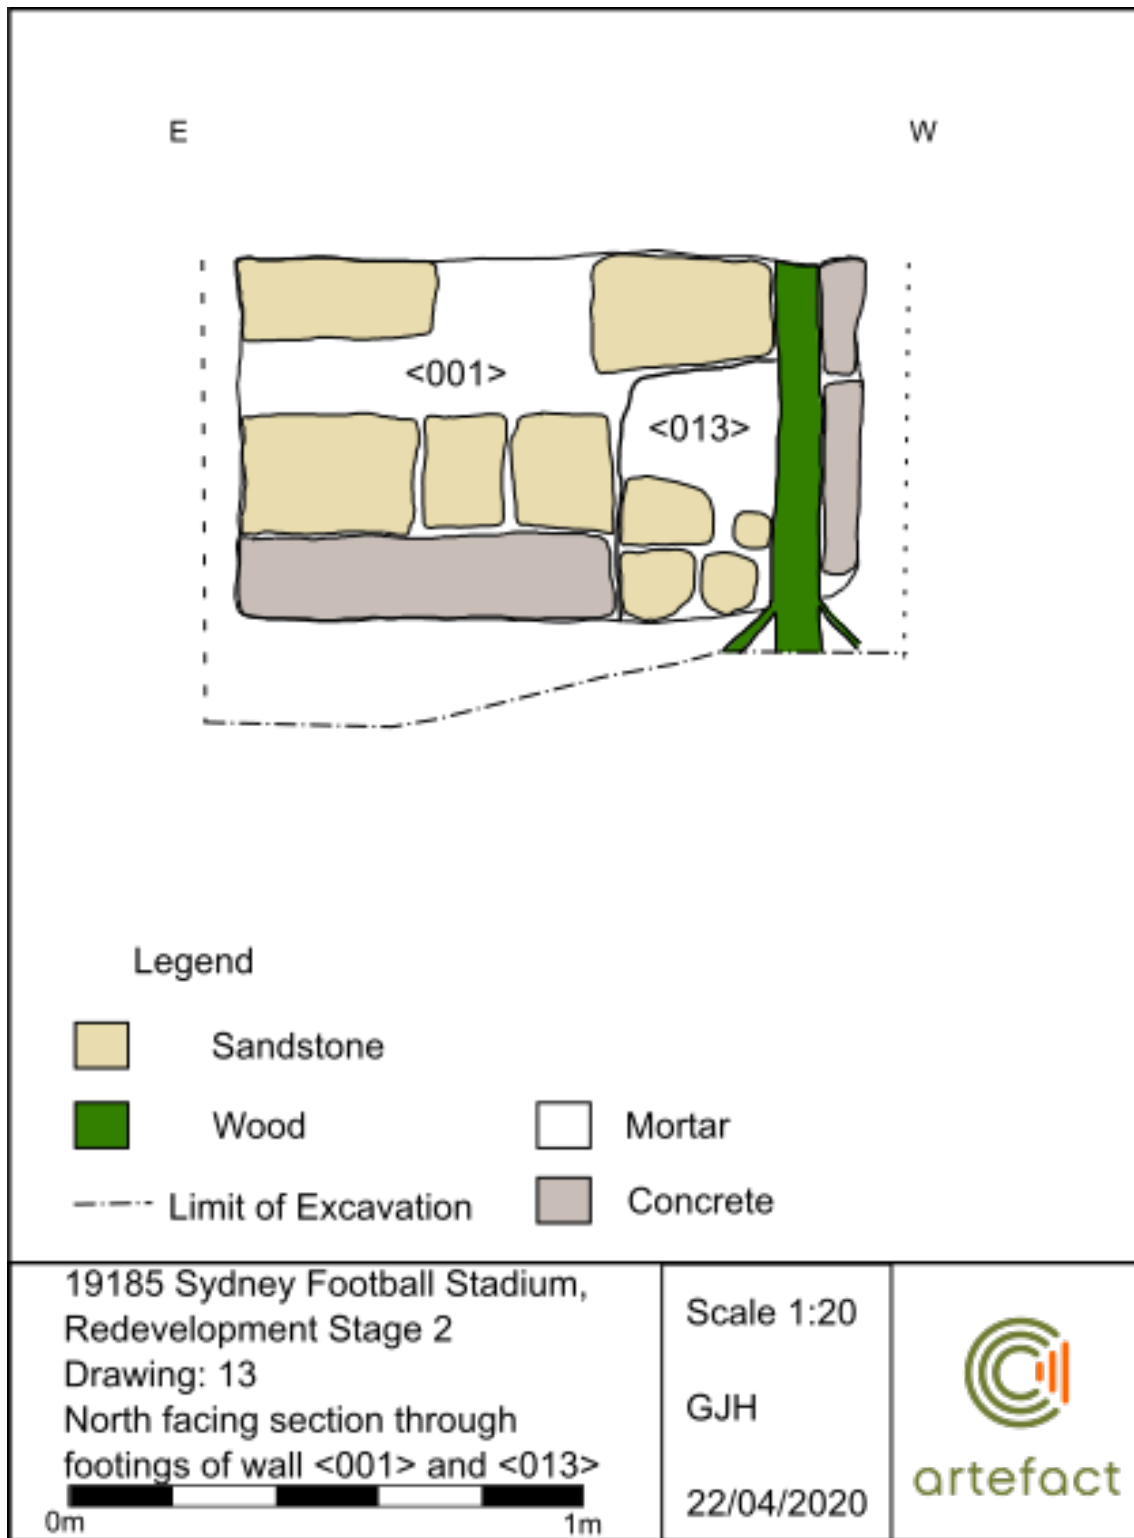 E
W
<001>
<013>
Legend
Sandstone
Wood
Mortar
Limit of Excavation
Concrete
19185 Sydney Football Stadium,
Redevelopment Stage 2
Drawing: 13
North facing section through
footings of wall <001> and <013>
0m
1m
Scale 1:20
GJH
22/04/2020
artefact